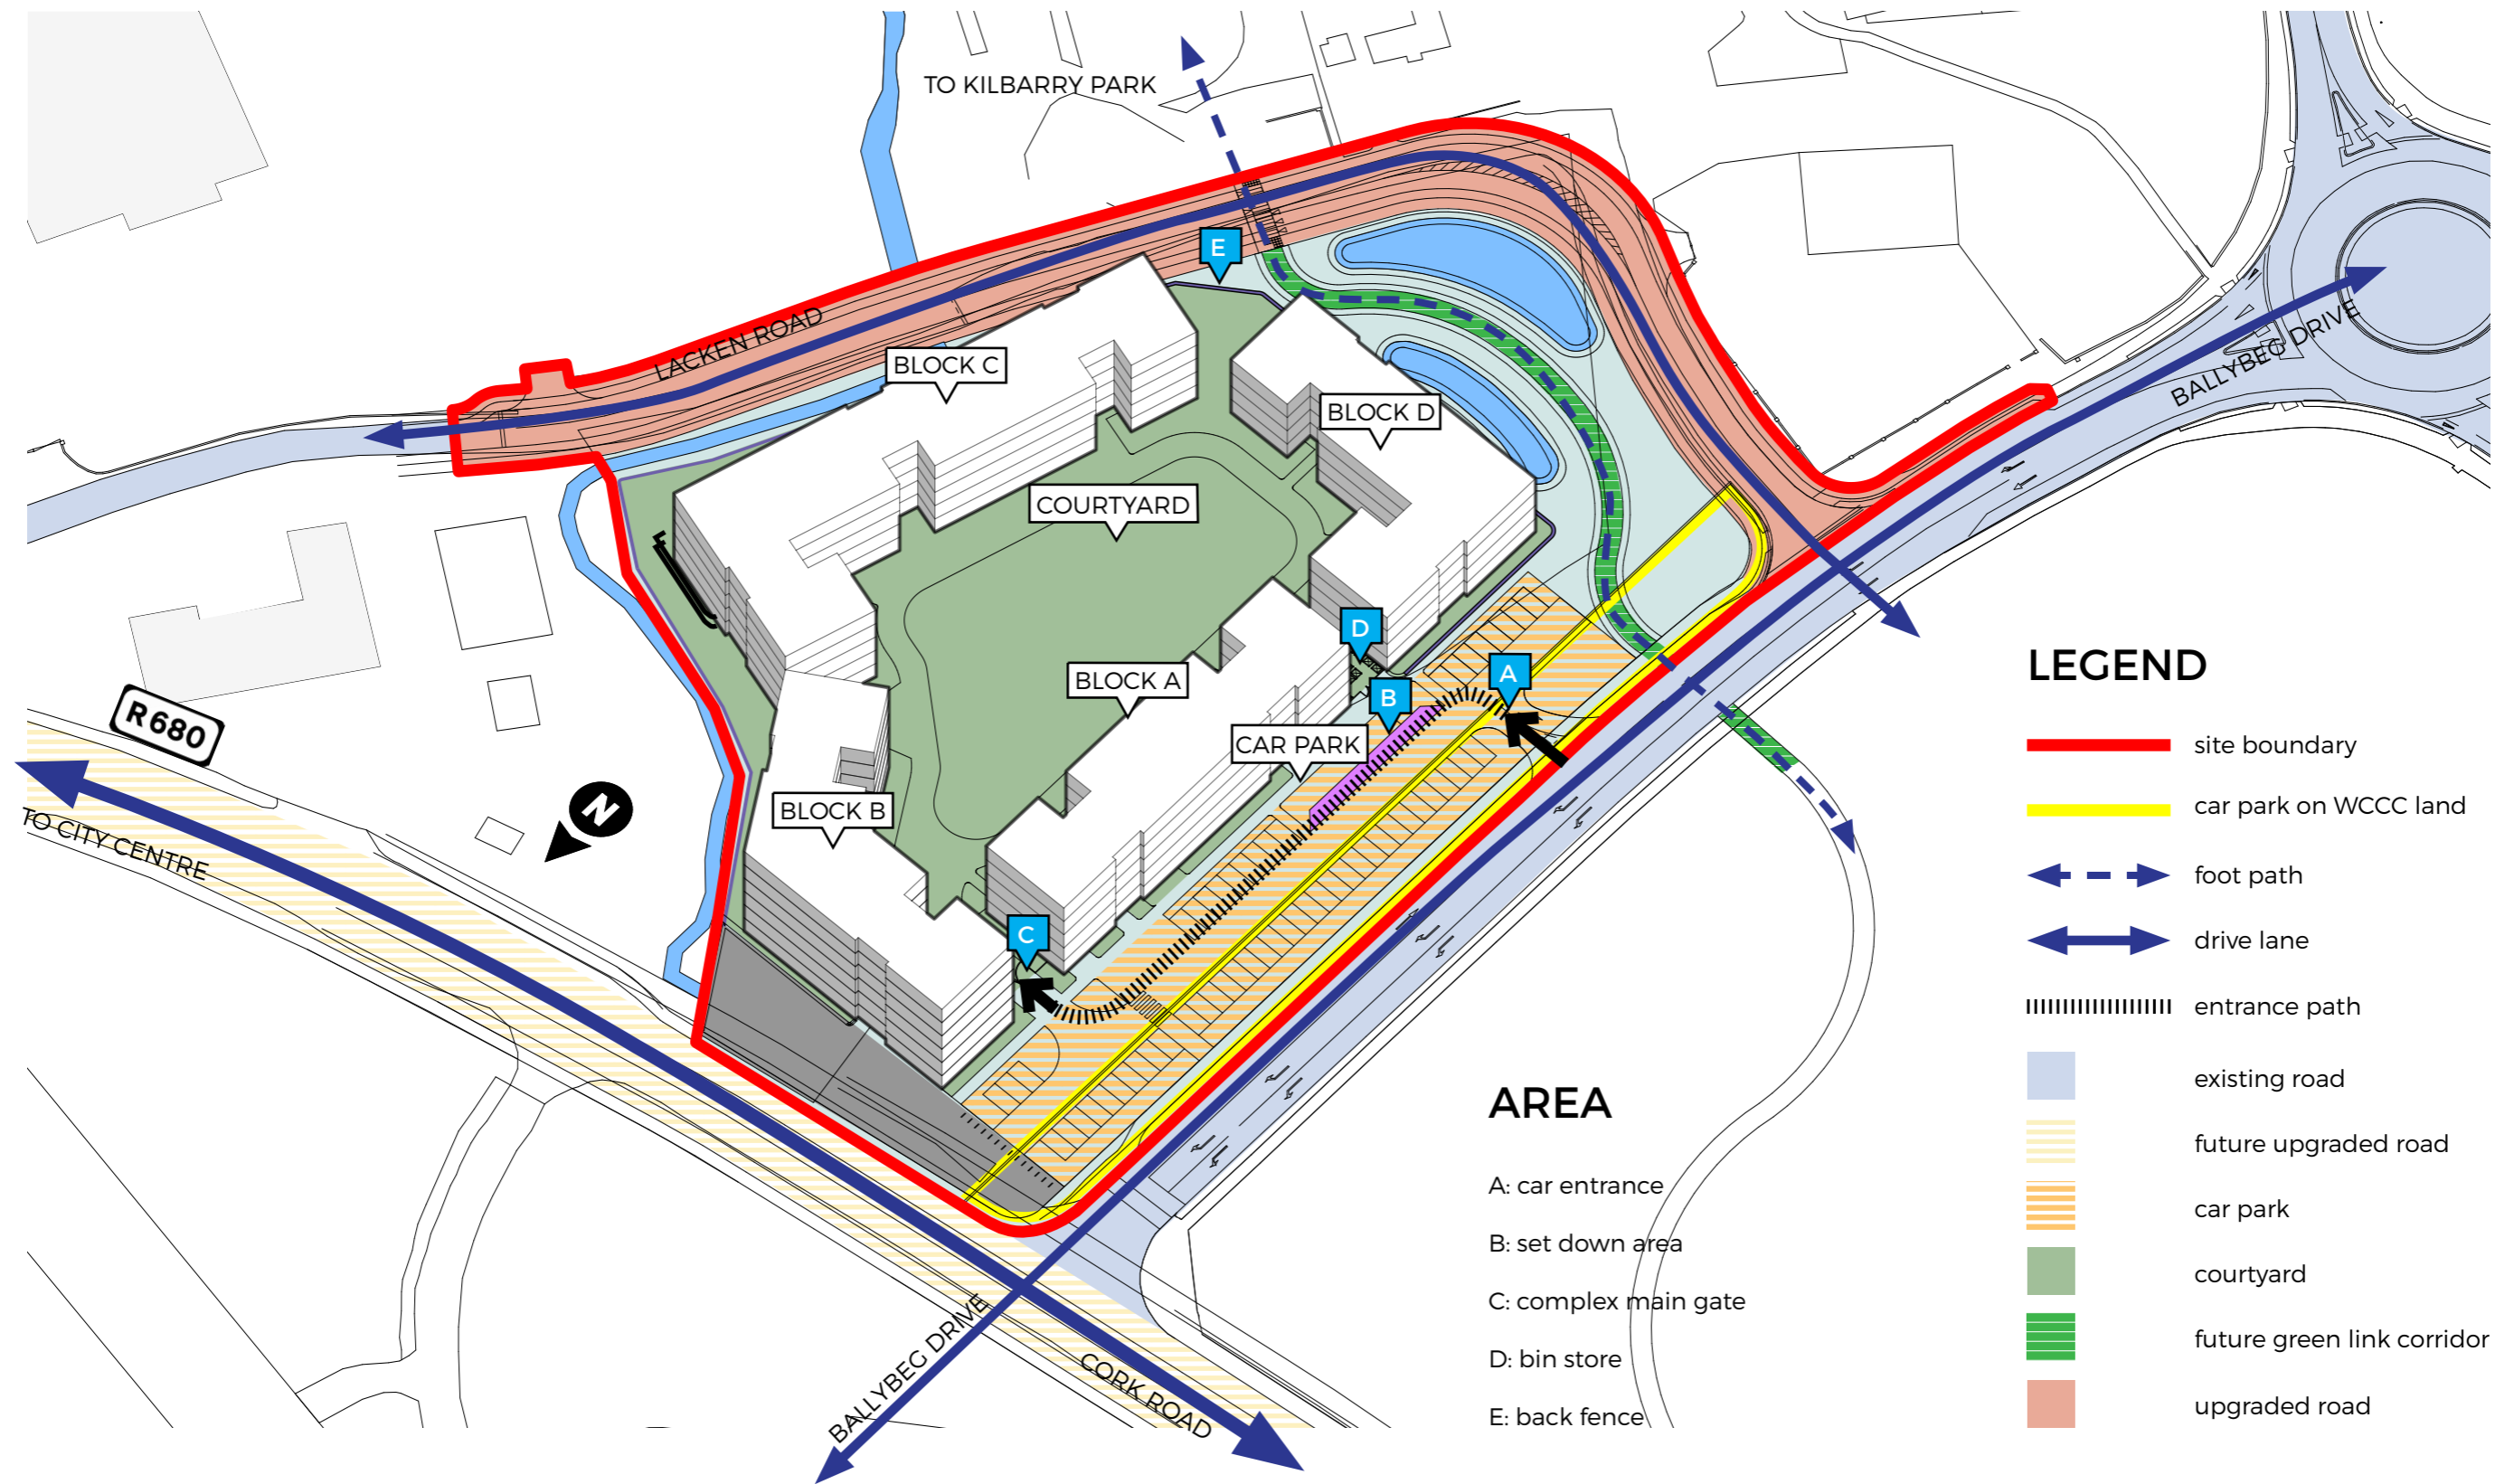 TO KILBARRY PARK
E
LACKEN ROAD
BLOCK C
BLOCK D
BALLYBEG DRIVE
COURTYARD
D
A
BLOCK A
B
R680
CAR PARK
N
BLOCK B
TO CITY CENTRE
C
BALLYBEG DRIVE
CORK ROAD
AREA
A: car entrance
B: set down area
C: complex main gate
D: bin store
E: back fence
LEGEND
site boundary
car park on WCCC land
foot path
drive lane
entrance path
existing road
future upgraded road
car park
courtyard
future green link corridor
upgraded road